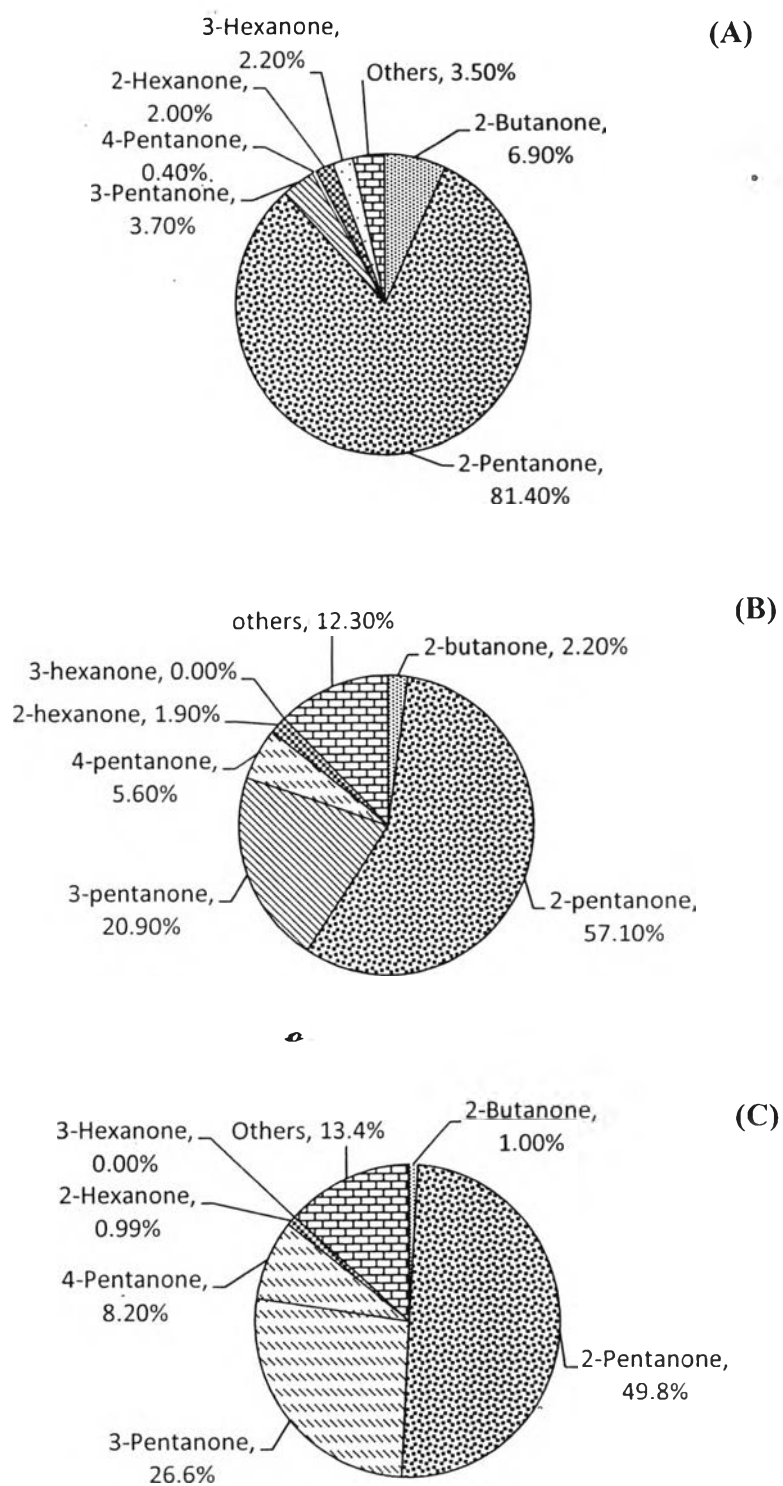 (A)
3-Hexanone,
2.20%
Others, 3.50%
2-Hexanone,
2.00%
2-Butanone,
6.90%
4-Pentanone,
0.40%
3-Pentanone,
3.70%
2-Pentanone,
81.40%
(B)
others, 12.30%
2-butanone, 2.20%
3-hexanone, 0.00%
2-hexanone, 1.90%
4-pentanone,
5.60%
3-pentanone,
20.90%
2-pentanone,
57.10%
(C)
2-Butanone,
1.00%
3-Hexanone,
0.00%
Others, 13.4%
2-Hexanone,
0.99%
4-Pentanone,
8.20%
2-Pentanone,
49.8%
3-Pentanone,
26.6%